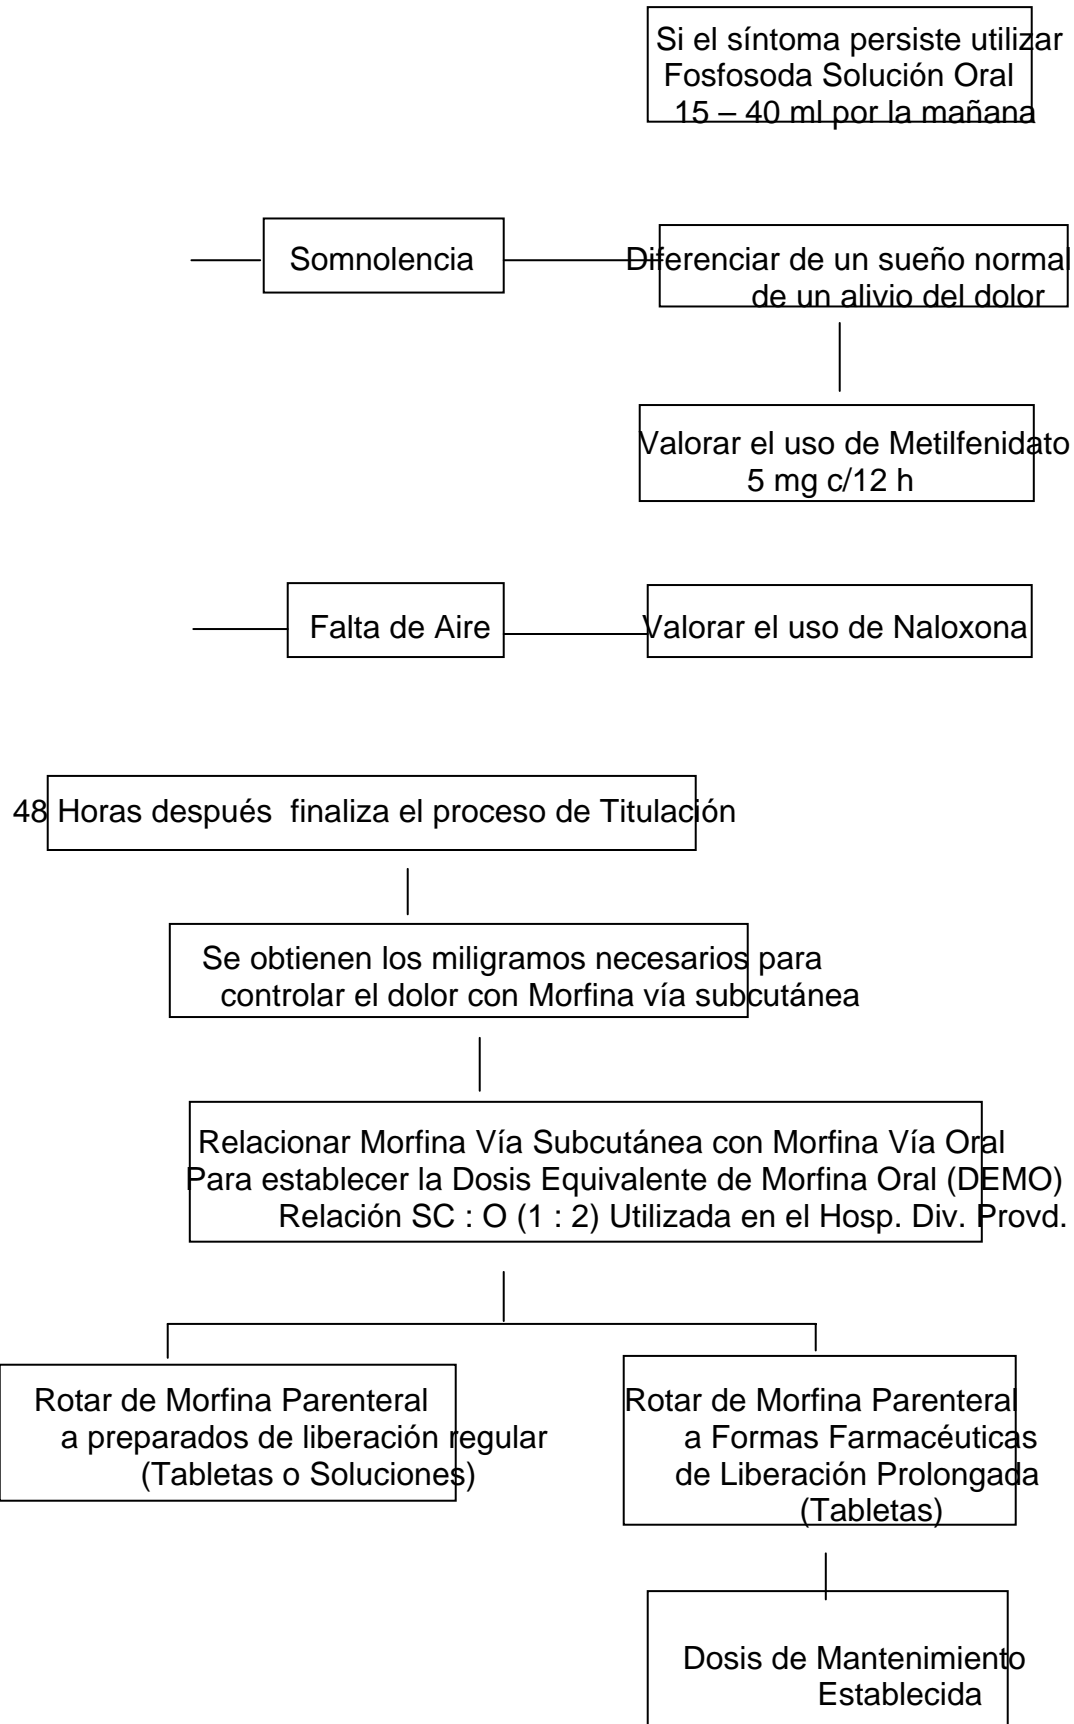 Si el síntoma persiste utilizar
Fosfosoda Solución Oral
15 – 40 ml por la mañana
Somnolencia
Diferenciar de un sueño normal
de un alivio del dolor
Valorar el uso de Metilfenidato
5 mg c/12 h
Falta de Aire
Valorar el uso de Naloxona
48 Horas después finaliza el proceso de Titulación
Se obtienen los miligramos necesarios para
controlar el dolor con Morfina vía subcutánea
Relacionar Morfina Vía Subcutánea con Morfina Vía Oral
Para establecer la Dosis Equivalente de Morfina Oral (DEMO)
Relación SC : O (1 : 2) Utilizada en el Hosp. Div. Provd.
Rotar de Morfina Parenteral
a preparados de liberación regular
(Tabletas o Soluciones)
Rotar de Morfina Parenteral
a Formas Farmacéuticas
de Liberación Prolongada
(Tabletas)
Dosis de Mantenimiento
Establecida